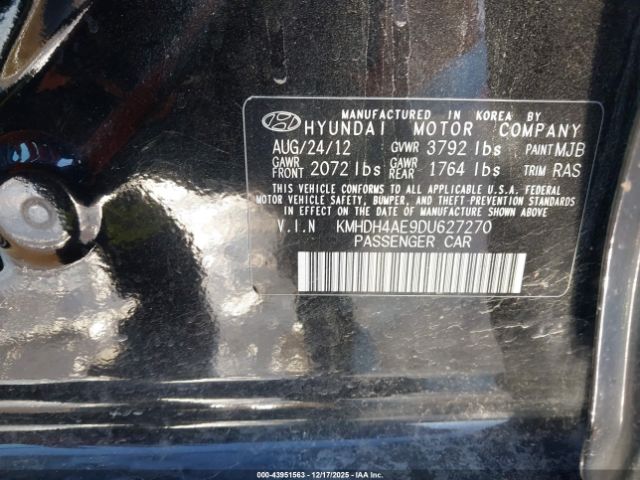 MANUFACTURED IN KOREA BY
HYUNDAI MOTOR COMPANY
AUG/24/12 GVWR 3792 lbs PAINT MJB
GAWR FRONT 2072 lbs GAWR REAR 1764 lbs TRIM RAS
THIS VEHICLE CONFORMS TO ALL APPLICABLE U.S.A. FEDERAL
MOTOR VEHICLE SAFETY, BUMPER, AND THEFT-PREVENTION STANDARDS
IN EFFECT ON THE DATE OF MANUFACTURE SHOWN ABOVE.
V.I.N KMHDH4AE9DU627270
PASSENGER CAR
000-43951563 - 12/17/2025 - IAA Inc.